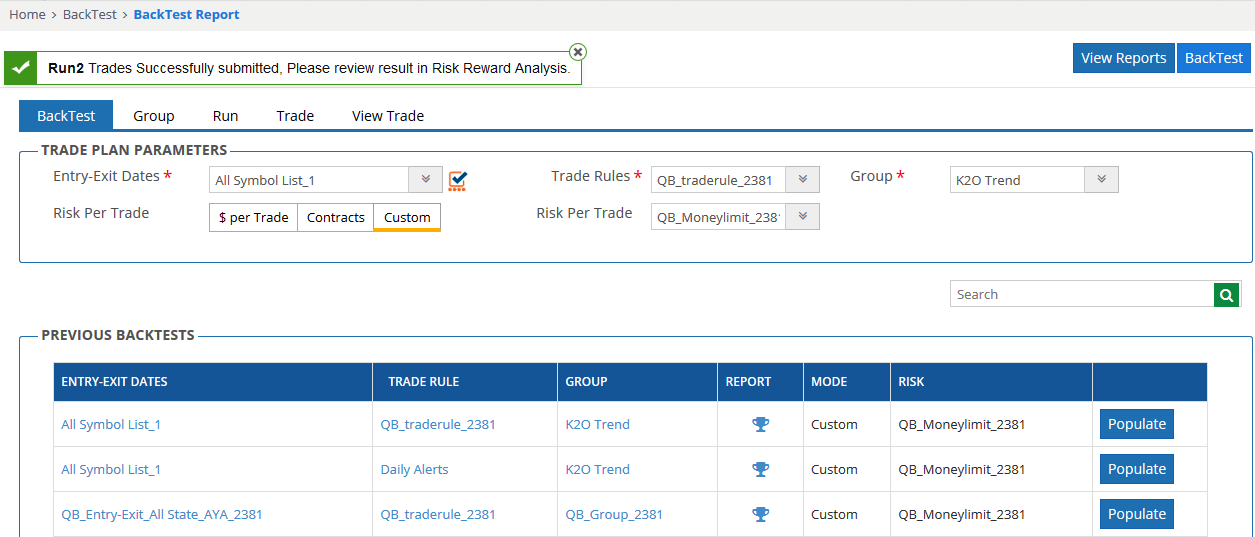 Home > BackTest > BackTest Report
Run2 Trades Successfully submitted, Please review result in Risk Reward Analysis.
View Reports BackTest
BackTest Group Run Trade View Trade
TRADE PLAN PARAMETERS
Entry-Exit Dates * All Symbol List_1 Trade Rules * QB_traderule_2381 Group * K2O Trend
Risk Per Trade $ per Trade Contracts Custom Risk Per Trade QB_Moneylimit_238
Search
PREVIOUS BACKTESTS
ENTRY-EXIT DATES TRADE RULE GROUP REPORT MODE RISK
All Symbol List_1 QB_traderule_2381 K2O Trend Custom QB_Moneylimit_2381 Populate
All Symbol List_1 Daily Alerts K2O Trend Custom QB_Moneylimit_2381 Populate
QB_Entry-Exit_All State_AYA_2381 QB_traderule_2381 QB_Group_2381 Custom QB_Moneylimit_2381 Populate